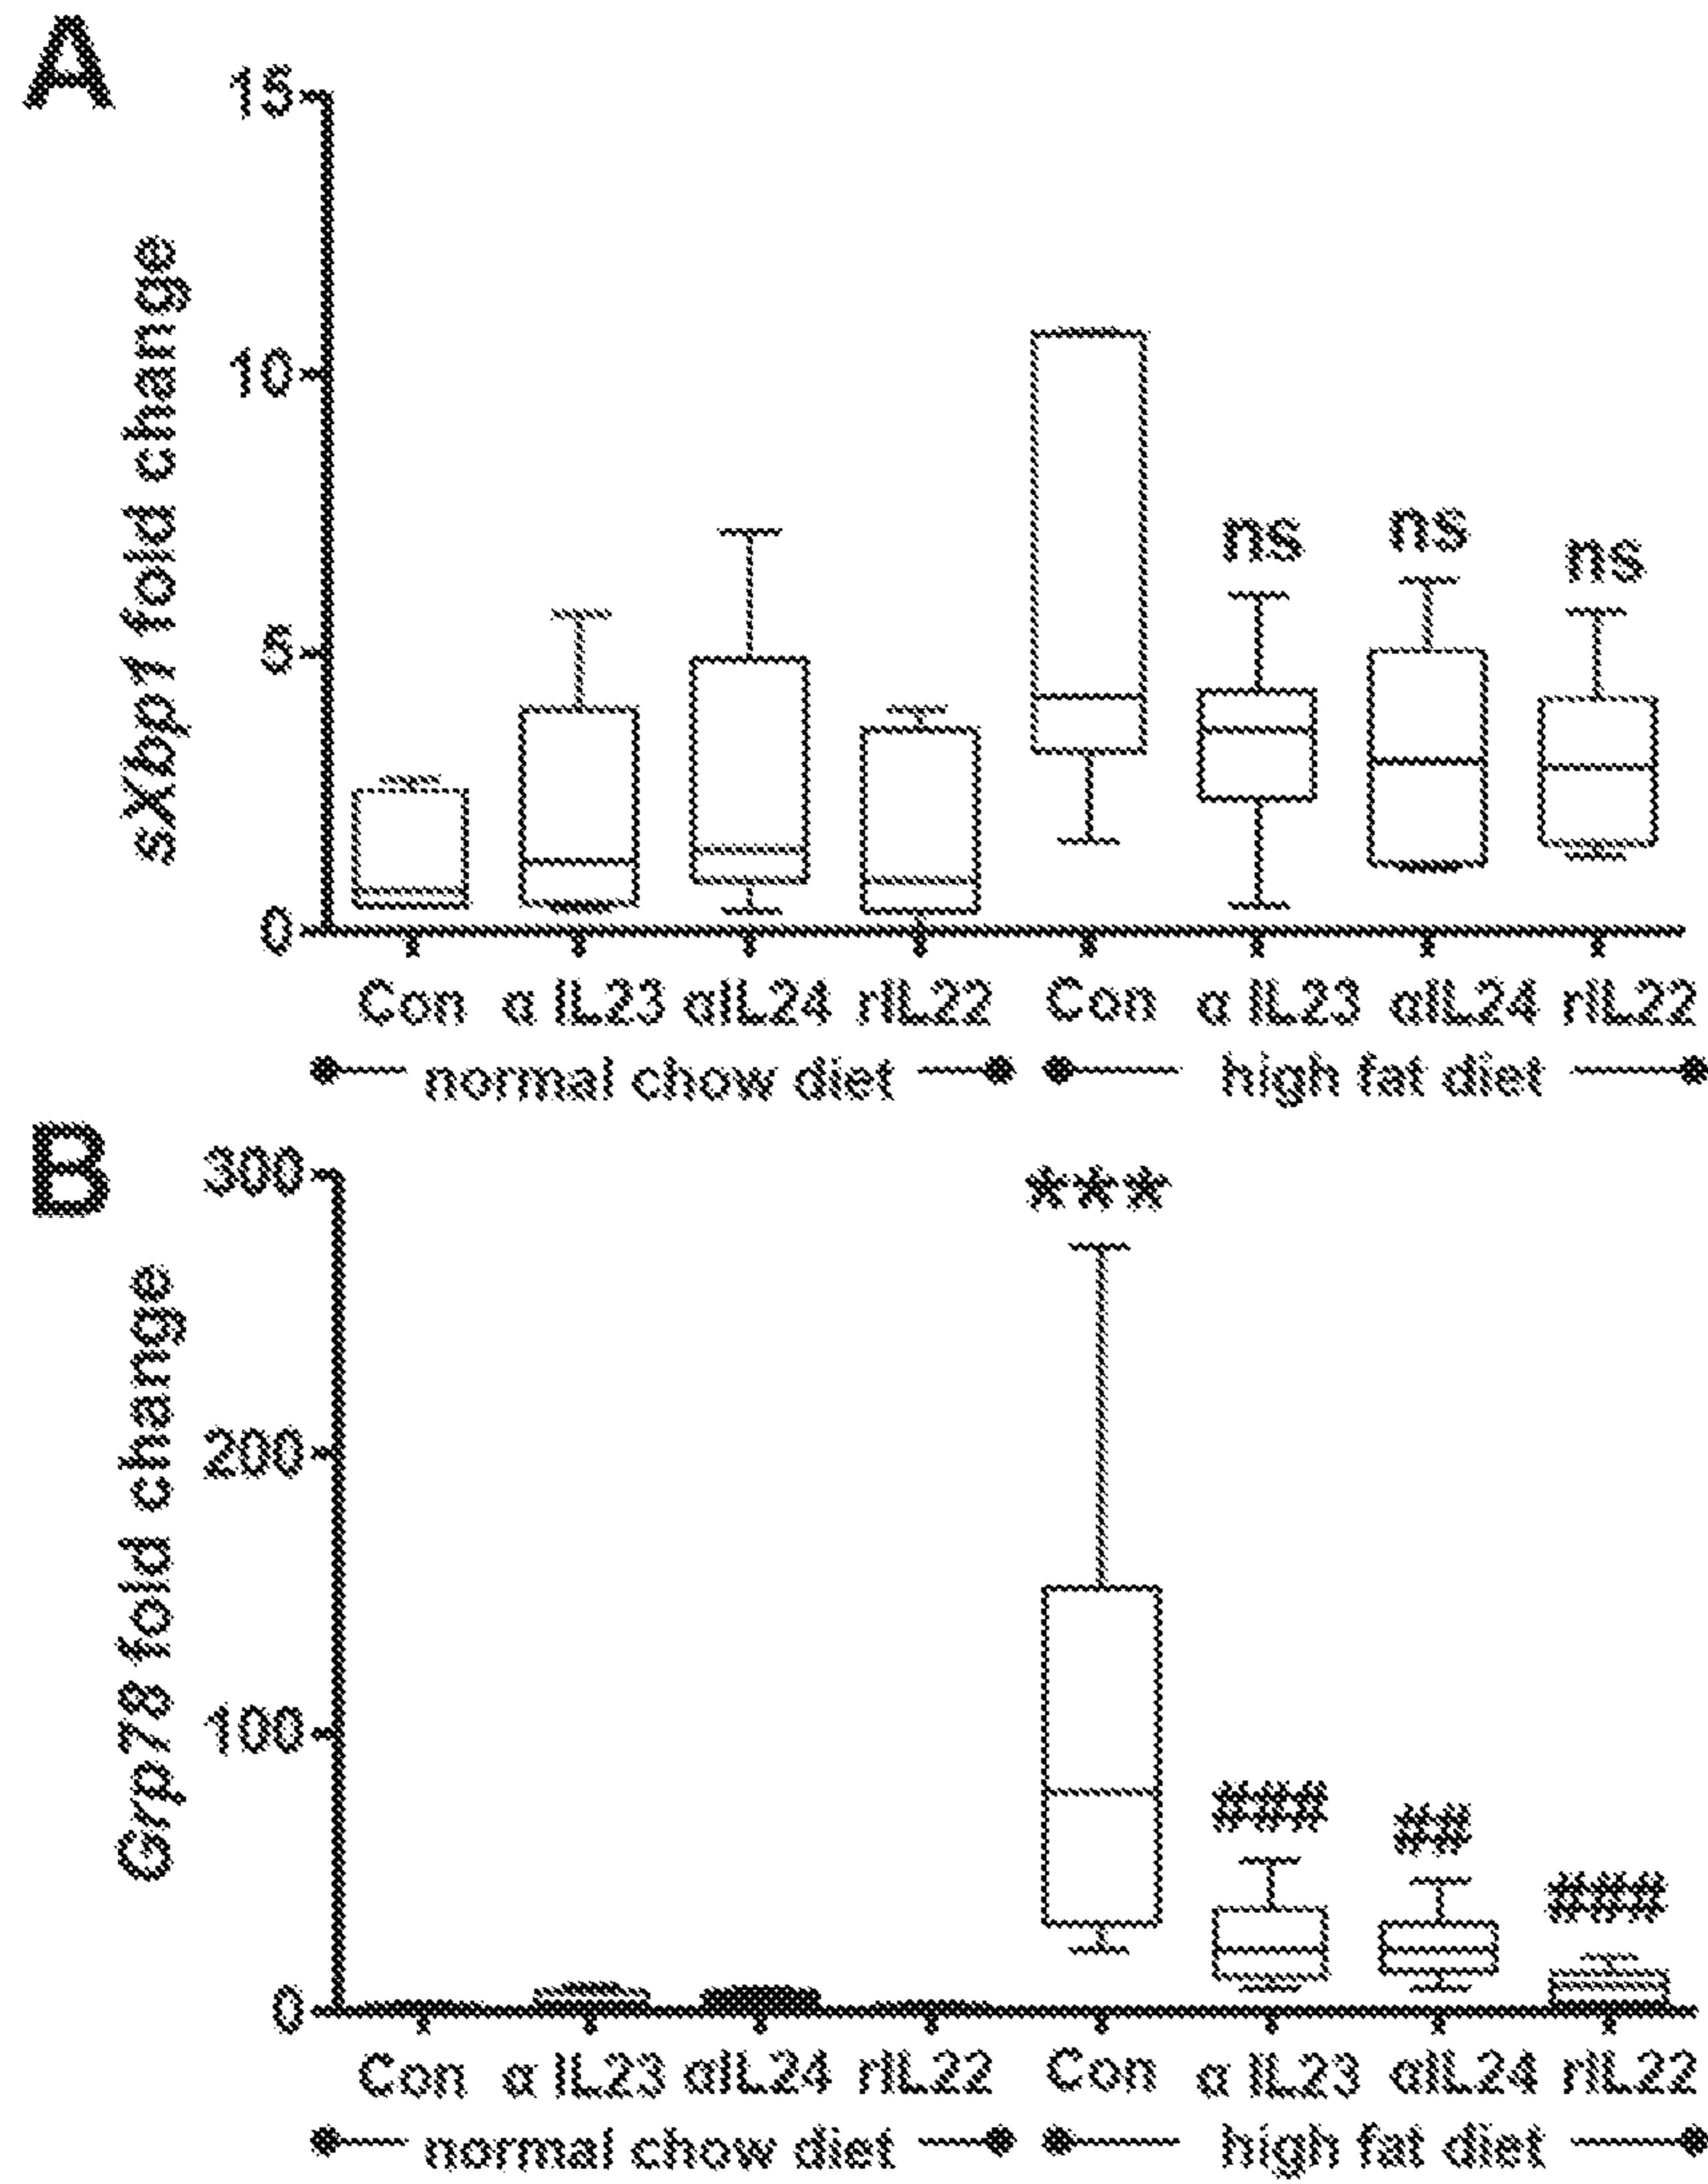 A
15
10
5
0
sXbp1 fold change
ns ns ns
Con α IL23 αIL24 rIL22 Con α IL23 αIL24 rIL22
normal chow diet high fat diet
B
300
200
100
0
Grp78 fold change
***
### ## ###
Con α IL23 αIL24 rIL22 Con α IL23 αIL24 rIL22
normal chow diet high fat diet